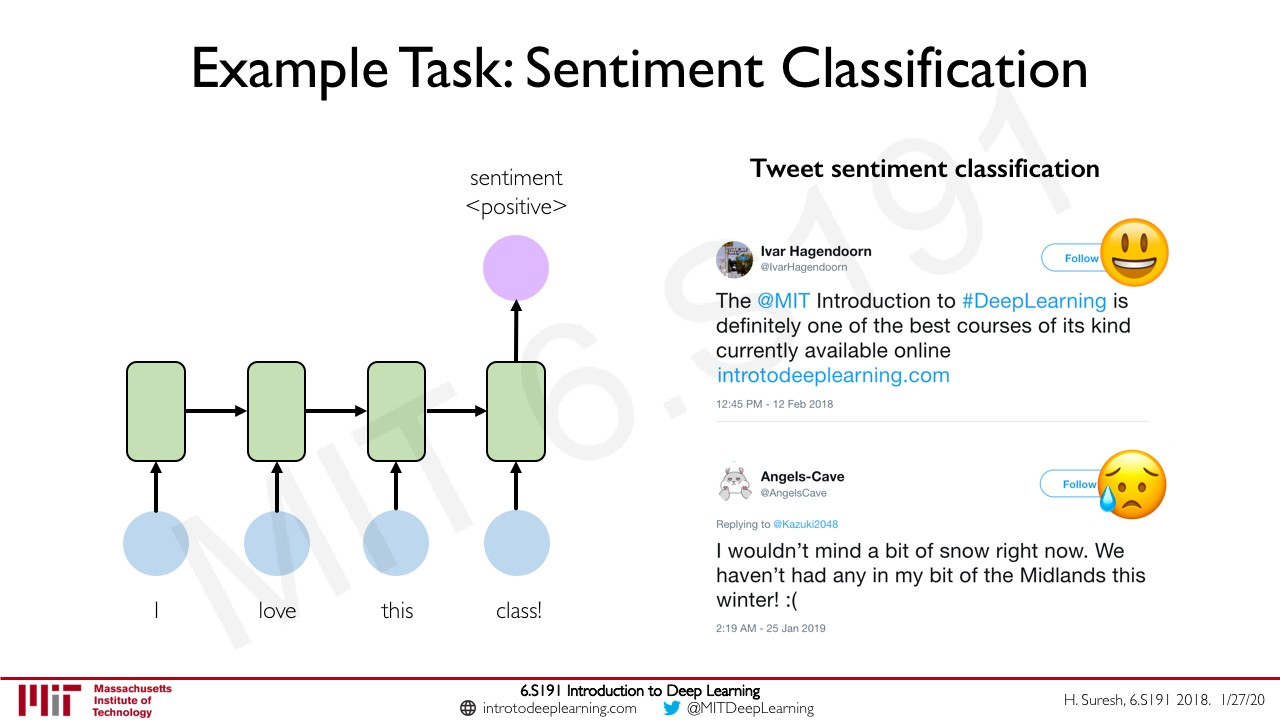 Example Task: Sentiment Classification
sentiment
<positive>
I love this class!
Tweet sentiment classification
Ivar Hagendoorn
@IvarHagendoorn
Follow
The @MIT Introduction to #DeepLearning is
definitely one of the best courses of its kind
currently available online
introtodeeplearning.com
12:45 PM - 12 Feb 2018
Angels-Cave
@AngelsCave
Follow
Replying to @Kazuki2048
I wouldn't mind a bit of snow right now. We
haven't had any in my bit of the Midlands this
winter! :(
2:19 AM - 25 Jan 2019
MIT 6.S191
Massachusetts
Institute of
Technology
6.S191 Introduction to Deep Learning
introtodeeplearning.com @MITDeepLearning
H. Suresh, 6.S191 2018. 1/27/20